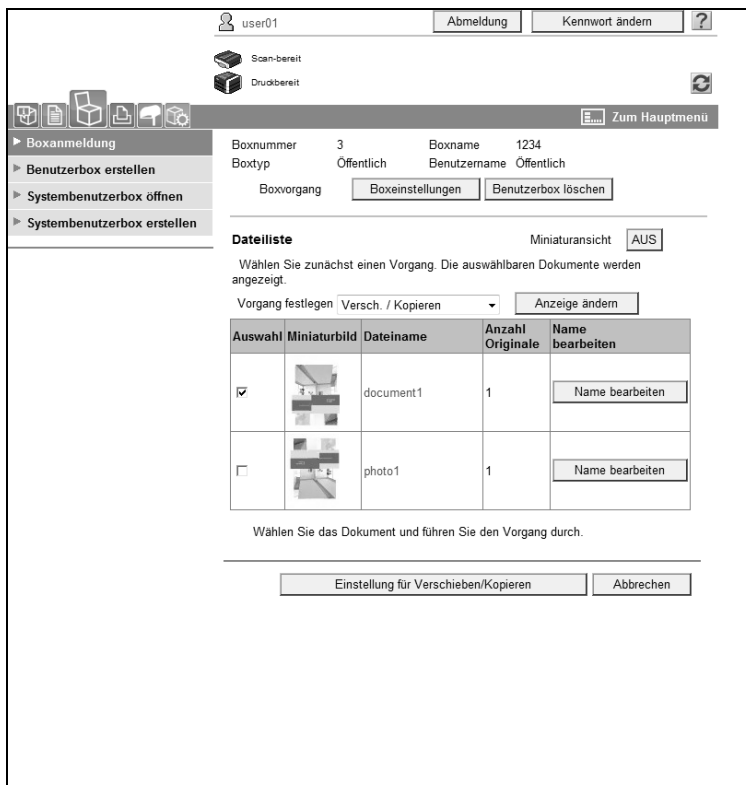 user01 Abmeldung Kennwort ändern ?
Scan-bereit
Druckbereit
Zum Hauptmenü
Boxanmeldung
Benutzerbox erstellen
Systembenutzerbox öffnen
Systembenutzerbox erstellen
Boxnummer 3 Boxname 1234
Boxtyp Öffentlich Benutzername Öffentlich
Boxvorgang Boxeinstellungen Benutzerbox löschen
Dateiliste Miniaturansicht AUS
Wählen Sie zunächst einen Vorgang. Die auswählbaren Dokumente werden
angezeigt.
Vorgang festlegen Versch. / Kopieren Anzeige ändern
Auswahl Miniaturbild Dateiname Anzahl Originale Name bearbeiten
document1 1 Name bearbeiten
photo1 1 Name bearbeiten
Wählen Sie das Dokument und führen Sie den Vorgang durch.
Einstellung für Verschieben/Kopieren Abbrechen